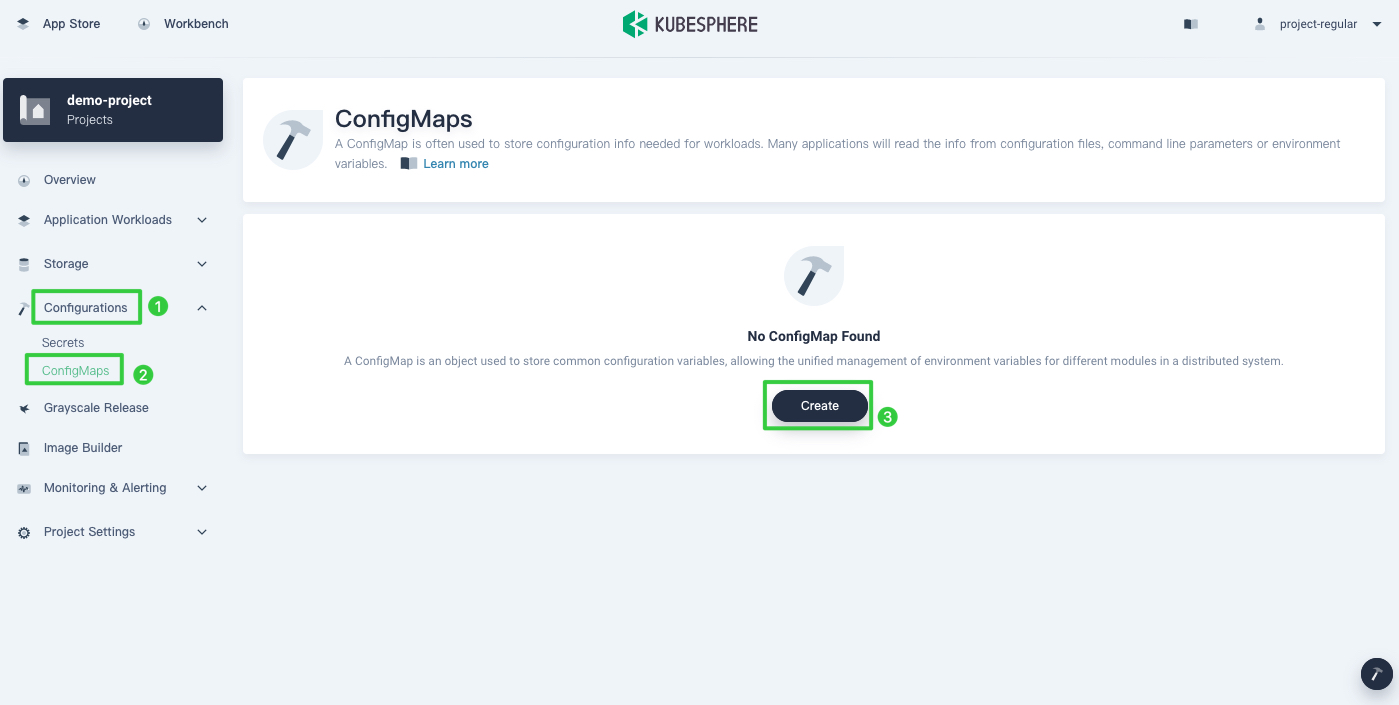 App Store
Workbench
KUBESPHERE
project-regular
demo-project
Projects
Overview
Application Workloads
Storage
Configurations
1
Secrets
ConfigMaps
2
Grayscale Release
Image Builder
Monitoring & Alerting
Project Settings
ConfigMaps
A ConfigMap is often used to store configuration info needed for workloads. Many applications will read the info from configuration files, command line parameters or environment
variables. Learn more
No ConfigMap Found
A ConfigMap is an object used to store common configuration variables, allowing the unified management of environment variables for different modules in a distributed system.
Create
3